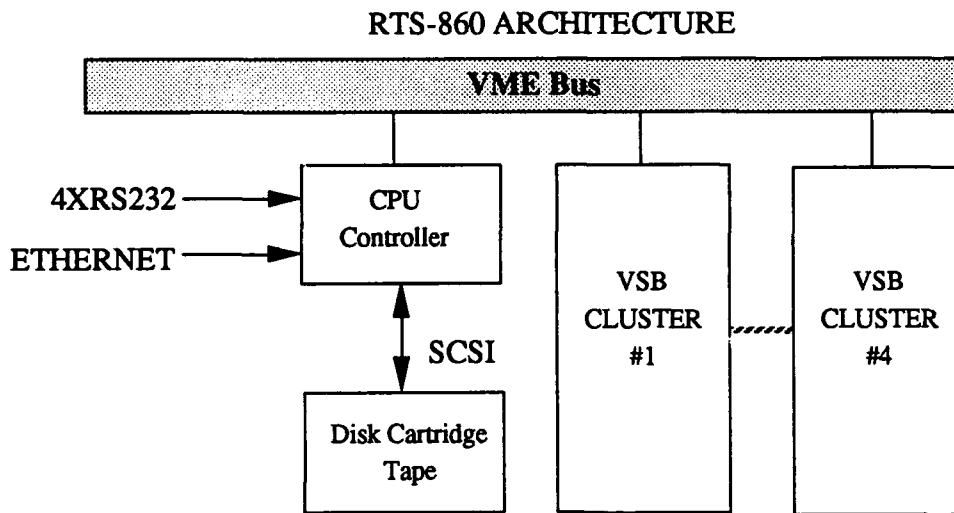 RTS-860 ARCHITECTURE
VME Bus
4XRS232
ETHERNET
CPU
Controller
SCSI
Disk Cartridge
Tape
VSB
CLUSTER
#1
VSB
CLUSTER
#4